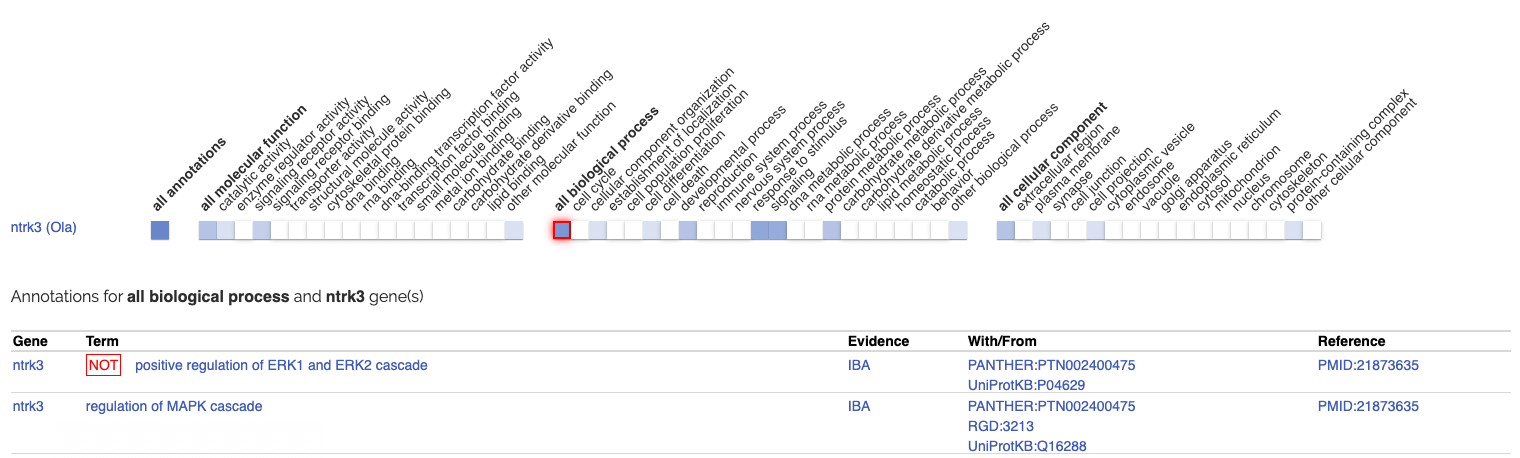 all annotations
all molecular function
catalytic activity
enzyme regulator activity
signaling receptor activity
signaling receptor binding
transporter activity
structural molecule activity
cytoskeletal protein binding
dna binding
rna binding
dna-binding transcription factor activity
transcription factor binding
small molecule binding
metal ion binding
carbohydrate binding
carbohydrate derivative binding
lipid binding
other molecular function
all biological process
cell cycle
cellular component organization
establishment of localization
cell population proliferation
cell differentiation
cell death
developmental process
reproduction
immune system process
nervous system process
response to stimulus
signaling
dna metabolic process
rna metabolic process
protein metabolic process
carbohydrate metabolic process
carbohydrate derivative metabolic process
lipid metabolic process
homeostatic process
catabolic process
behavior
other biological process
all cellular component
extracellular region
plasma membrane
synapse
cell junction
cell projection
cytoplasmic vesicle
endosome
vacuole
golgi apparatus
endoplasmic reticulum
cytosol
mitochondrion
nucleus
chromosome
cytoskeleton
protein-containing complex
other cellular component
ntrk3 (Ola)
Annotations for all biological process and ntrk3 gene(s)
Gene Term Evidence With/From Reference
ntrk3 NOT positive regulation of ERK1 and ERK2 cascade IBA PANTHER:PTN002400475 PMID:21873635
UniProtKB:P04629
ntrk3 regulation of MAPK cascade IBA PANTHER:PTN002400475 PMID:21873635
RGD:3213
UniProtKB:Q16288